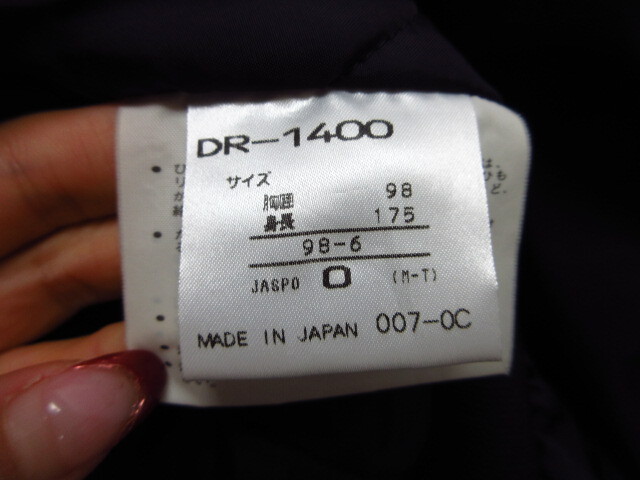 DR-1400
サイズ
胸囲 98
身長 175
98-6
JASPO O (M-T)
MADE IN JAPAN 007-0C